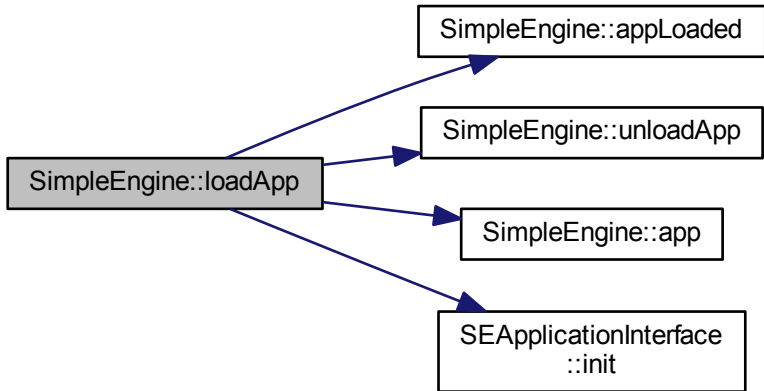 SimpleEngine::appLoaded
SimpleEngine::unloadApp
SimpleEngine::loadApp
SimpleEngine::app
SEApplicationInterface
::init